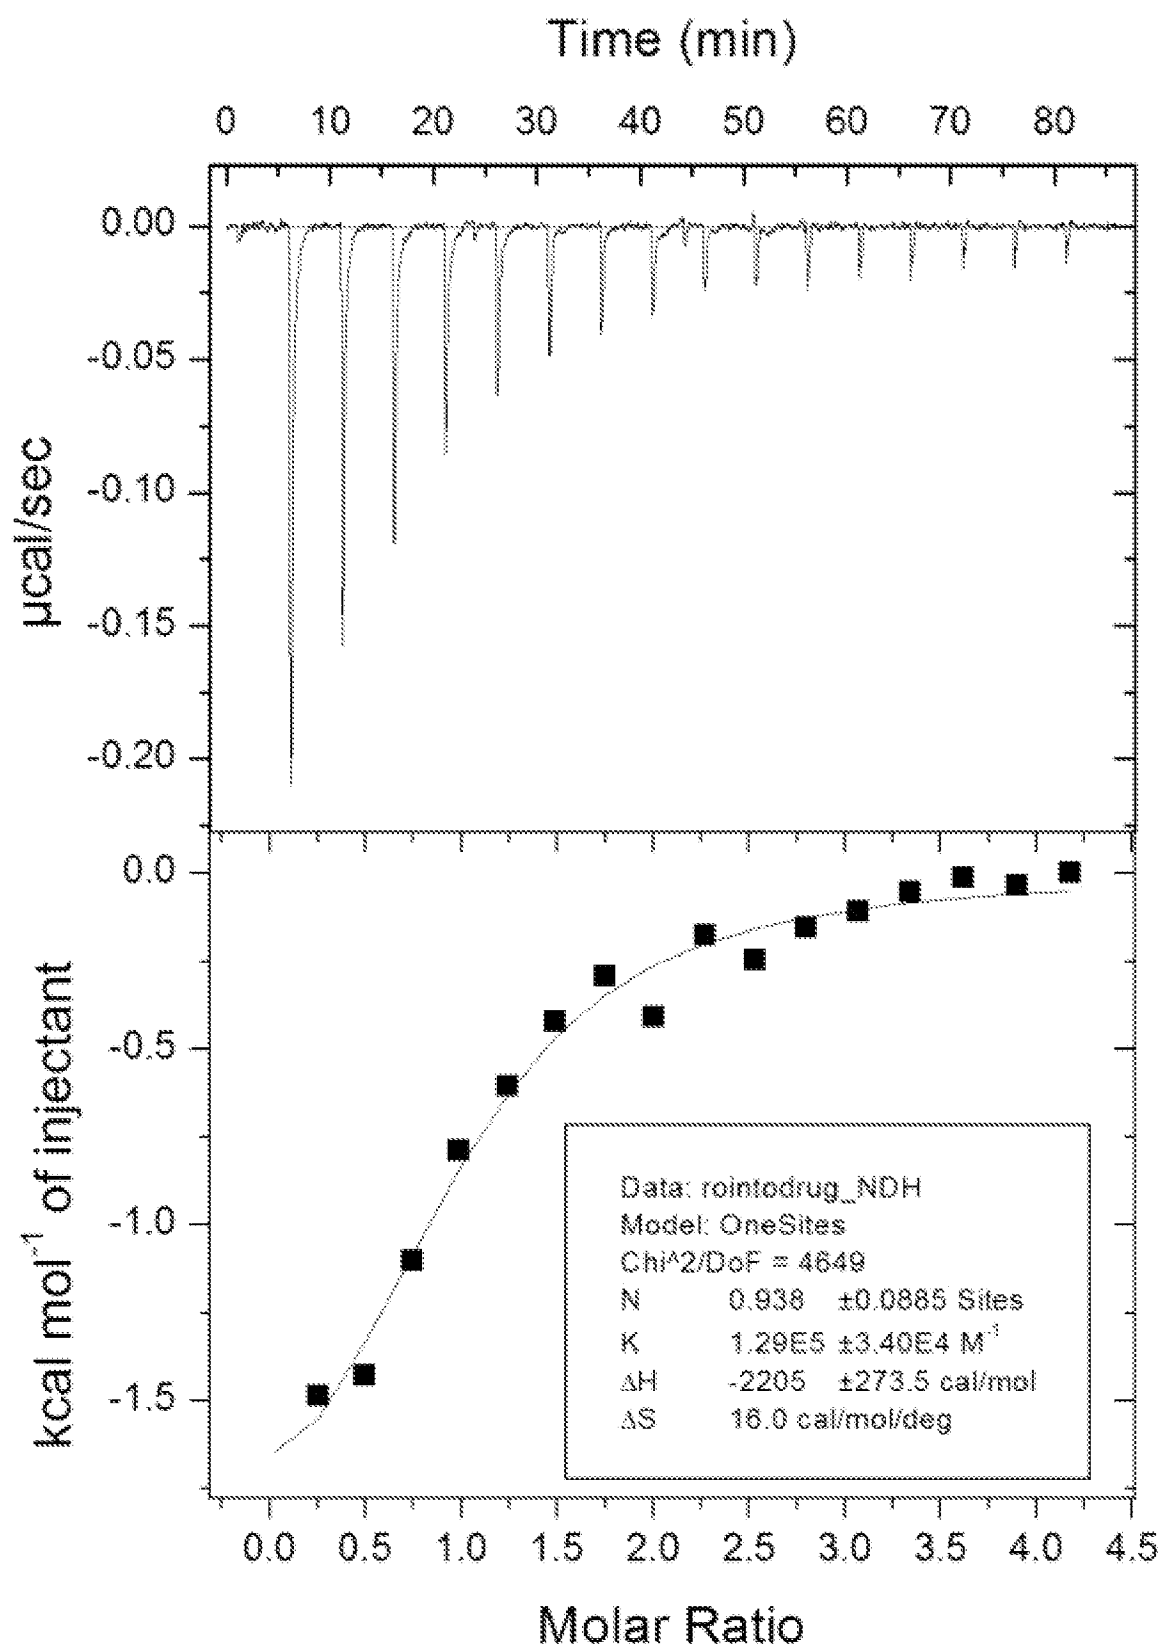 Time (min)
0 10 20 30 40 50 60 70 80
0.00
-0.05
-0.10
-0.15
-0.20
µcal/sec
0.0
-0.5
-1.0
-1.5
kcal mol⁻¹ of injectant
Data: rointodrug_NDH
Model: OneSites
Chi^2/DoF = 4649
N 0.938 ±0.0885 Sites
K 1.29E5 ±3.40E4 M⁻¹
ΔH -2205 ±273.5 cal/mol
ΔS 16.0 cal/mol/deg
0.0 0.5 1.0 1.5 2.0 2.5 3.0 3.5 4.0 4.5
Molar Ratio